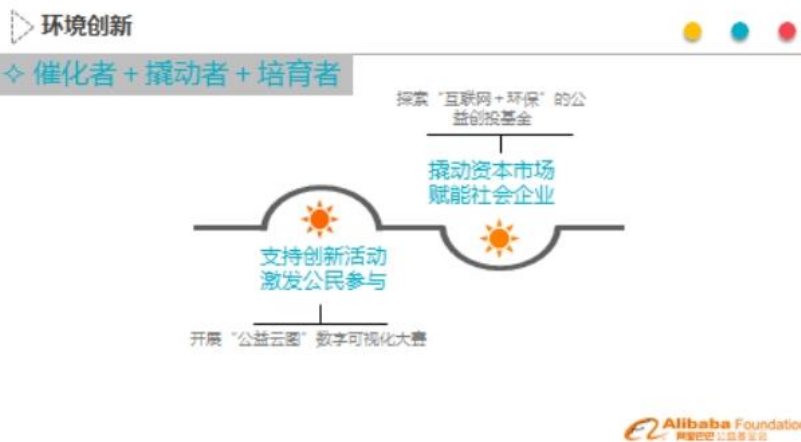 环境创新
催化者+撬动者+培育者
探索“互联网+环保”的公
益创投基金
撬动资本市场
赋能社会企业
支持创新活动
激发公民参与
开展“公益云图”数字可视化大赛
Alibaba Foundation
阿里巴巴公益基金会